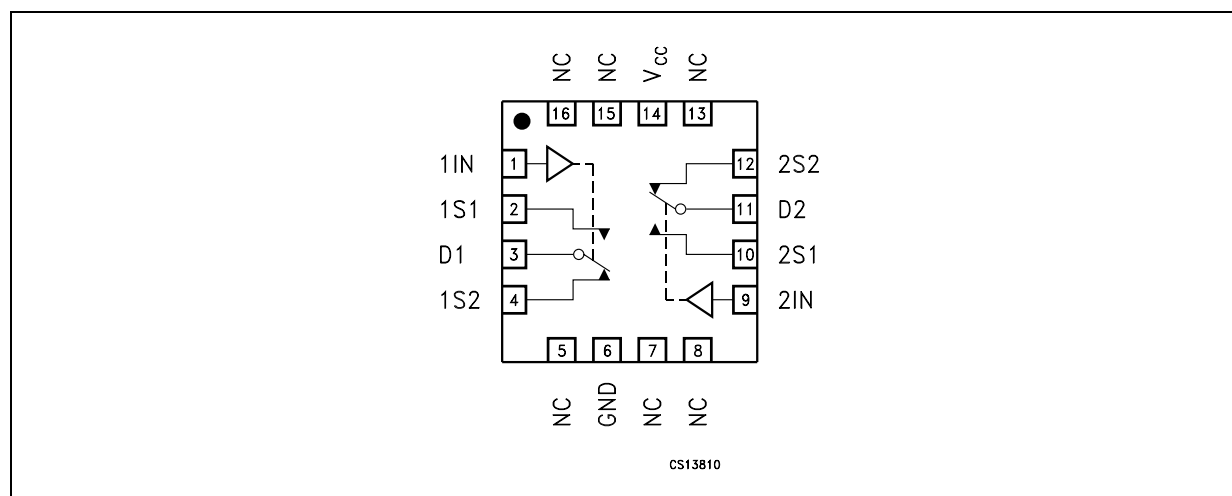 NC NC VCC NC
16 15 14 13
1IN 1 12 2S2
1S1 2 11 D2
D1 3 10 2S1
1S2 4 9 2IN
5 6 7 8
NC GND NC NC
CS13810